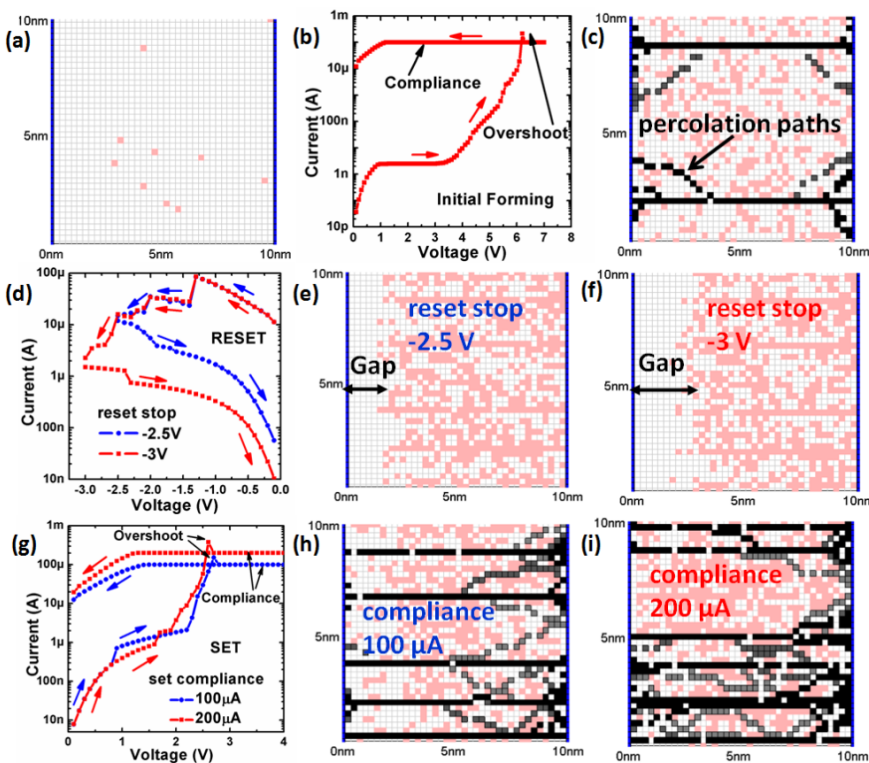 (a)
10nm
5nm
0nm
10nm
(b)
1m
10µ
100n
1n
10p
Current (A)
Compliance
Overshoot
Initial Forming
0 1 2 3 4 5 6 7 8
Voltage (V)
(c)
10nm
5nm
percolation paths
0nm
5nm
10nm
(d)
100µ
10µ
1µ
100n
10n
Current (A)
RESET
reset stop
-2.5V
-3V
-3.0 -2.5 -2.0 -1.5 -1.0 -0.5 0.0
Voltage (V)
(e)
10nm
reset stop
-2.5 V
Gap
5nm
0nm
5nm
10nm
(f)
10nm
reset stop
-3 V
Gap
5nm
0nm
5nm
10nm
(g)
1m
100µ
10µ
1µ
100n
10n
Current (A)
Overshoot
Compliance
SET
set compliance
100µA
200µA
0 1 2 3 4
Voltage (V)
(h)
10nm
compliance
100 µA
5nm
0nm
5nm
10nm
(i)
10nm
compliance
200 µA
5nm
0nm
5nm
10nm